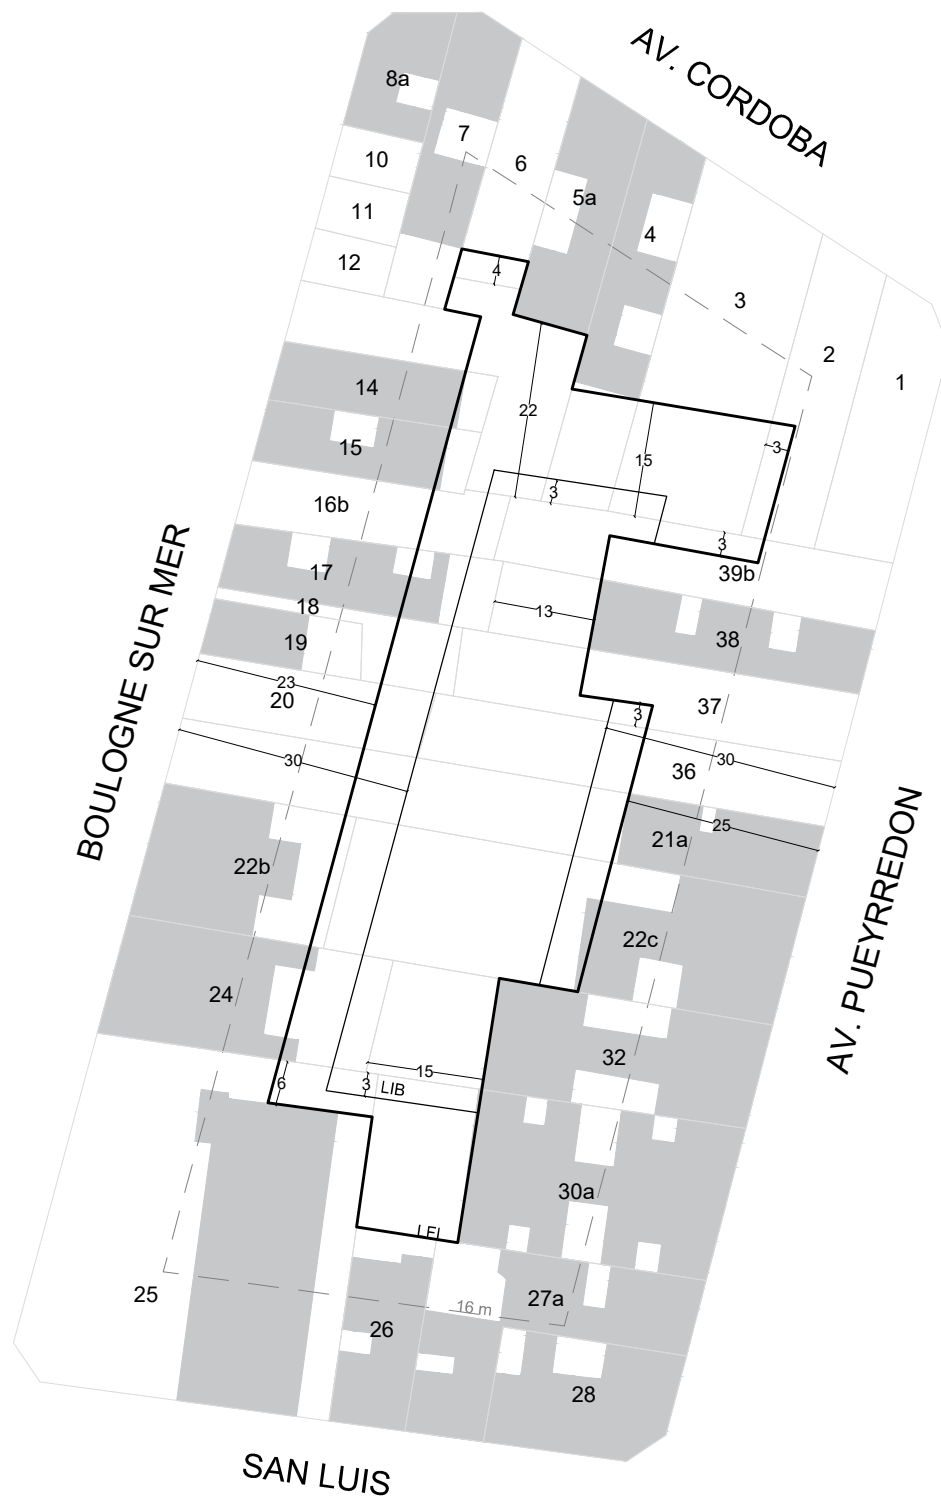 AV. CORDOBA
8a
7
10
6
5a
11
4
12
4
3
2
1
14
22
15
3
15
3
16b
3
17
39b
18
13
38
19
23
20
37
3
30
36
30
25
21a
22b
22c
24
32
15
6
3
LIB
30a
LFI
25
27a
16 m
26
28
BOULOGNE SUR MER
AV. PUEYRREDON
SAN LUIS